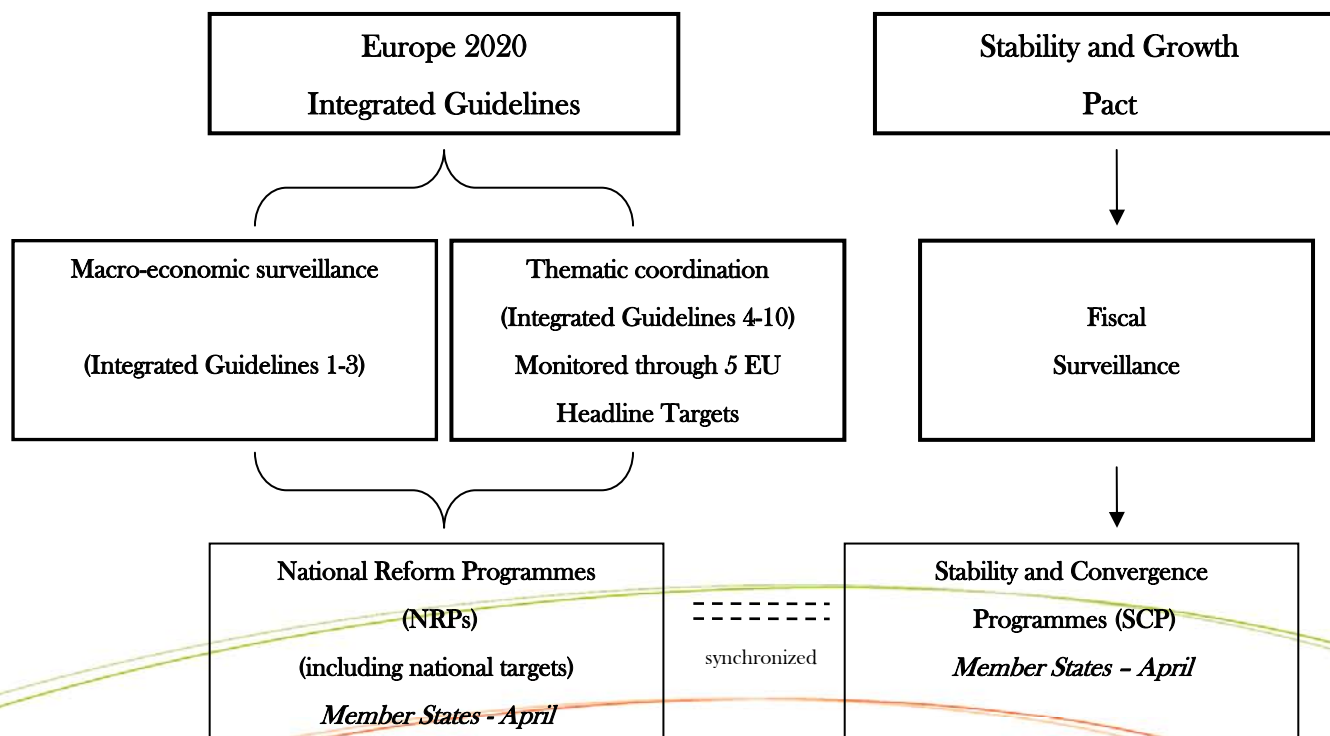 Europe 2020
Integrated Guidelines
Stability and Growth
Pact
Macro-economic surveillance
(Integrated Guidelines 1-3)
Thematic coordination
(Integrated Guidelines 4-10)
Monitored through 5 EU
Headline Targets
Fiscal
Surveillance
National Reform Programmes
(NRPs)
(including national targets)
Member States - April
synchronized
Stability and Convergence
Programmes (SCP)
Member States – April